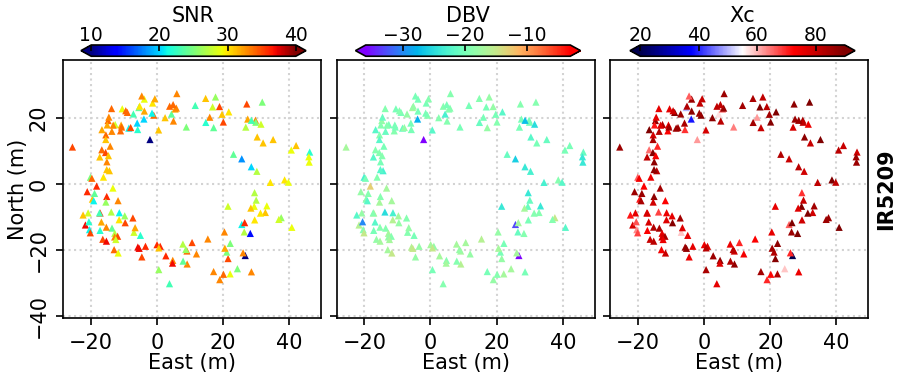 SNR DBV Xc
10 20 30 40 −30 −20 −10 20 40 60 80
North (m)
20
0
−20
−40
IR5209
−20 0 20 40 −20 0 20 40 −20 0 20 40
East (m) East (m) East (m)